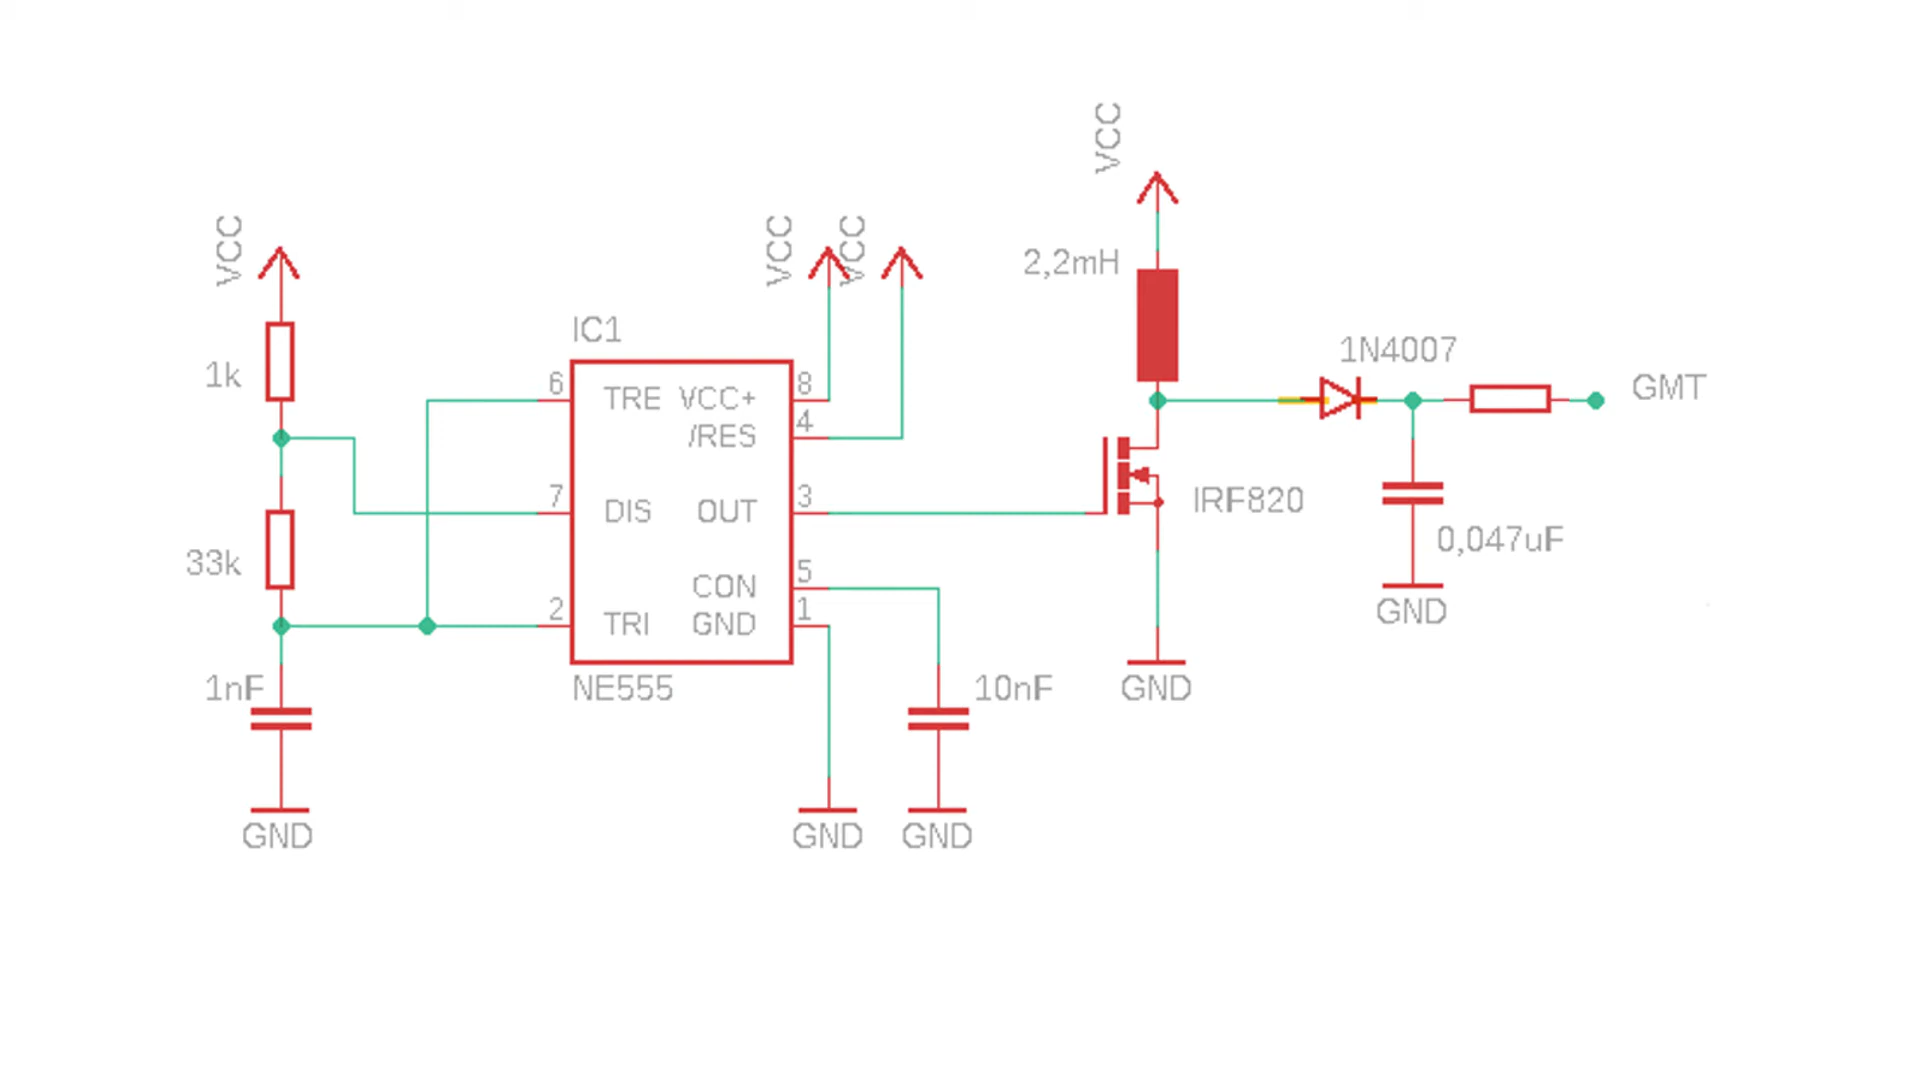 VCC
2,2mH
VCC
VCC
VCC
IC1
1N4007
GMT
1k
6
TRE
VCC+
8
4
/RES
7
DIS
OUT
3
IRF820
0,047uF
33k
CON
5
2
TRI
GND
1
GND
1nF
NE555
10nF
GND
GND
GND
GND